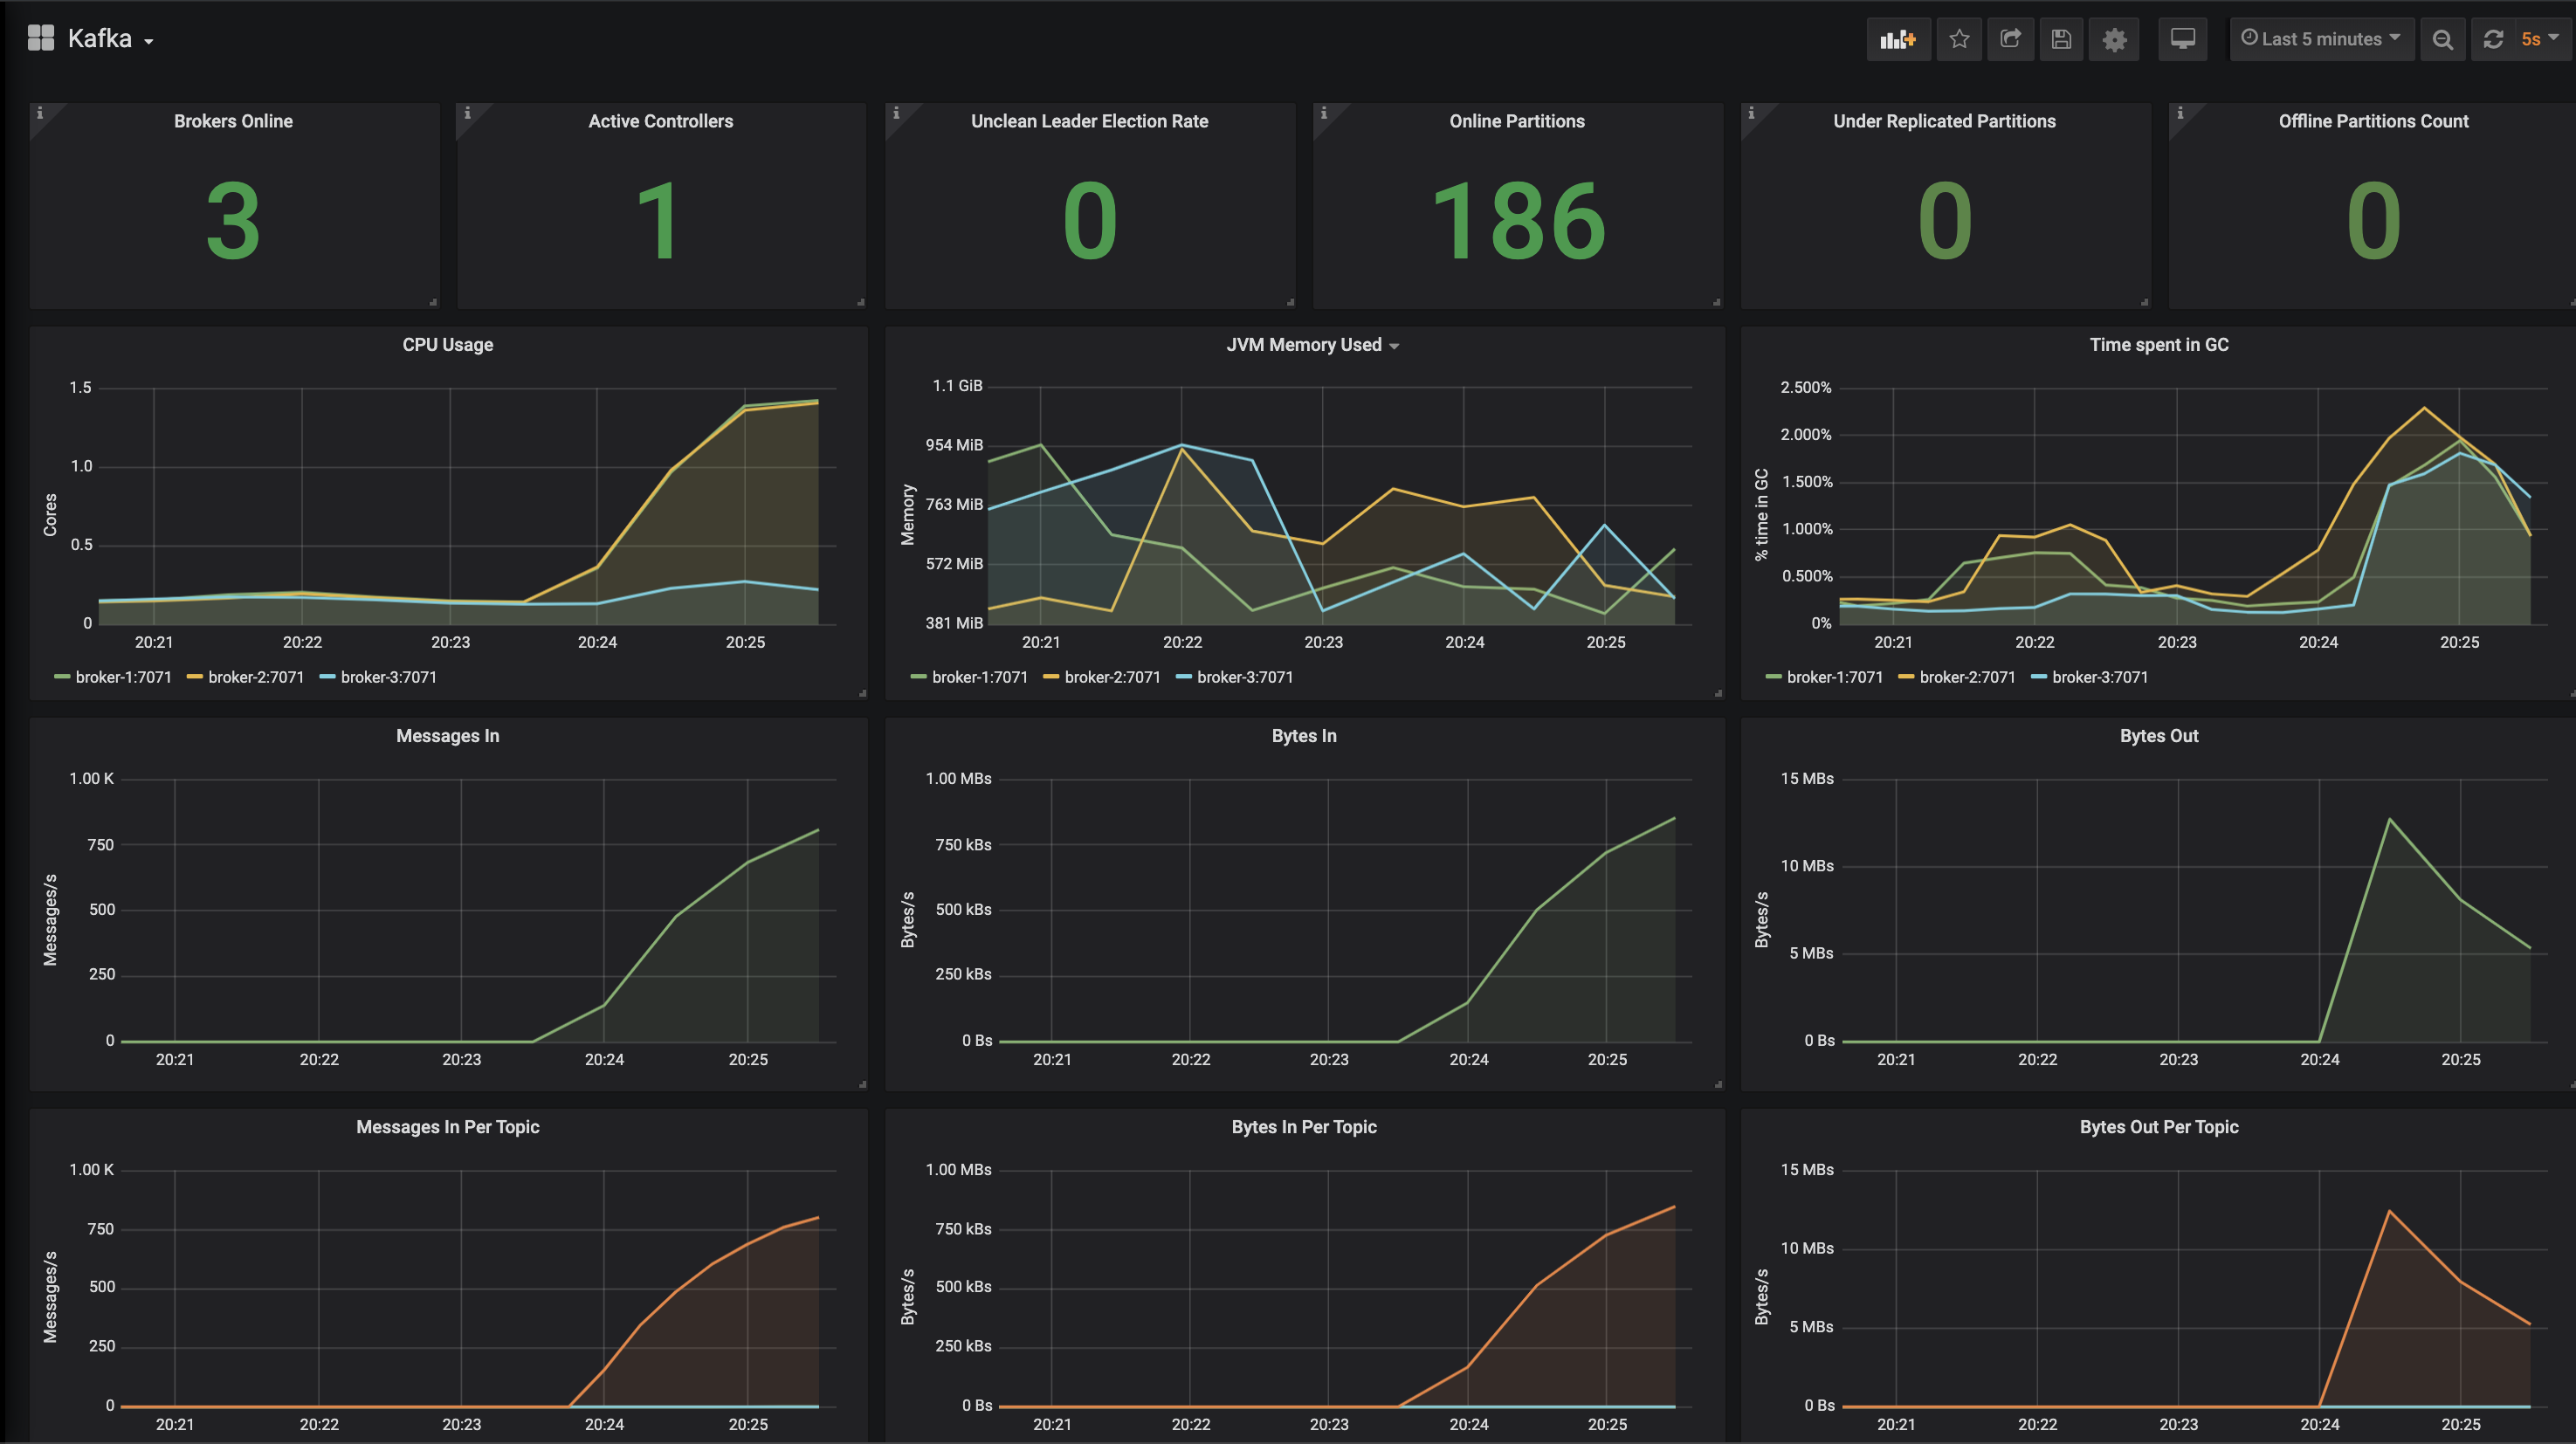 Kafka
Last 5 minutes
5s
Brokers Online
3
Active Controllers
1
Unclean Leader Election Rate
0
Online Partitions
186
Under Replicated Partitions
0
Offline Partitions Count
0
CPU Usage
Cores
1.5
1.0
0.5
0
20:21 20:22 20:23 20:24 20:25
broker-1:7071 broker-2:7071 broker-3:7071
JVM Memory Used
Memory
1.1 GiB
954 MiB
763 MiB
572 MiB
381 MiB
20:21 20:22 20:23 20:24 20:25
broker-1:7071 broker-2:7071 broker-3:7071
Time spent in GC
% time in GC
2.500%
2.000%
1.500%
1.000%
0.500%
0%
20:21 20:22 20:23 20:24 20:25
broker-1:7071 broker-2:7071 broker-3:7071
Messages In
Messages/s
1.00 K
750
500
250
0
20:21 20:22 20:23 20:24 20:25
Bytes In
Bytes/s
1.00 MBs
750 kBs
500 kBs
250 kBs
0 Bs
20:21 20:22 20:23 20:24 20:25
Bytes Out
Bytes/s
15 MBs
10 MBs
5 MBs
0 Bs
20:21 20:22 20:23 20:24 20:25
Messages In Per Topic
Messages/s
1.00 K
750
500
250
0
20:21 20:22 20:23 20:24 20:25
Bytes In Per Topic
Bytes/s
1.00 MBs
750 kBs
500 kBs
250 kBs
0 Bs
20:21 20:22 20:23 20:24 20:25
Bytes Out Per Topic
Bytes/s
15 MBs
10 MBs
5 MBs
0 Bs
20:21 20:22 20:23 20:24 20:25